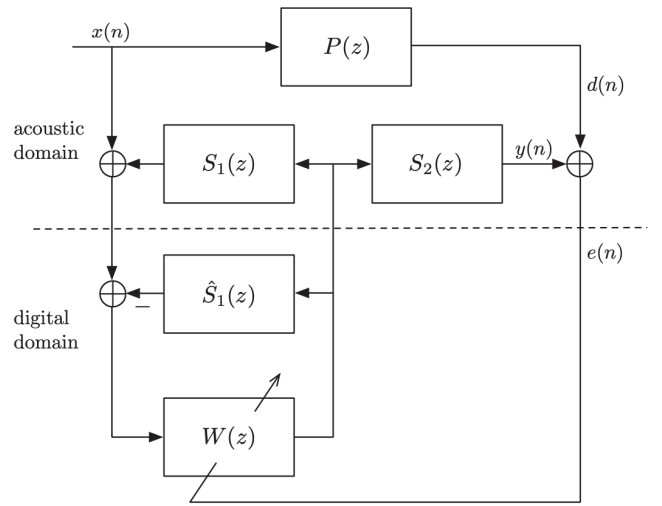 x(n)
P(z)
d(n)
acoustic
domain
S₁(z)
S₂(z)
y(n)
e(n)
Ŝ₁(z)
−
digital
domain
W(z)